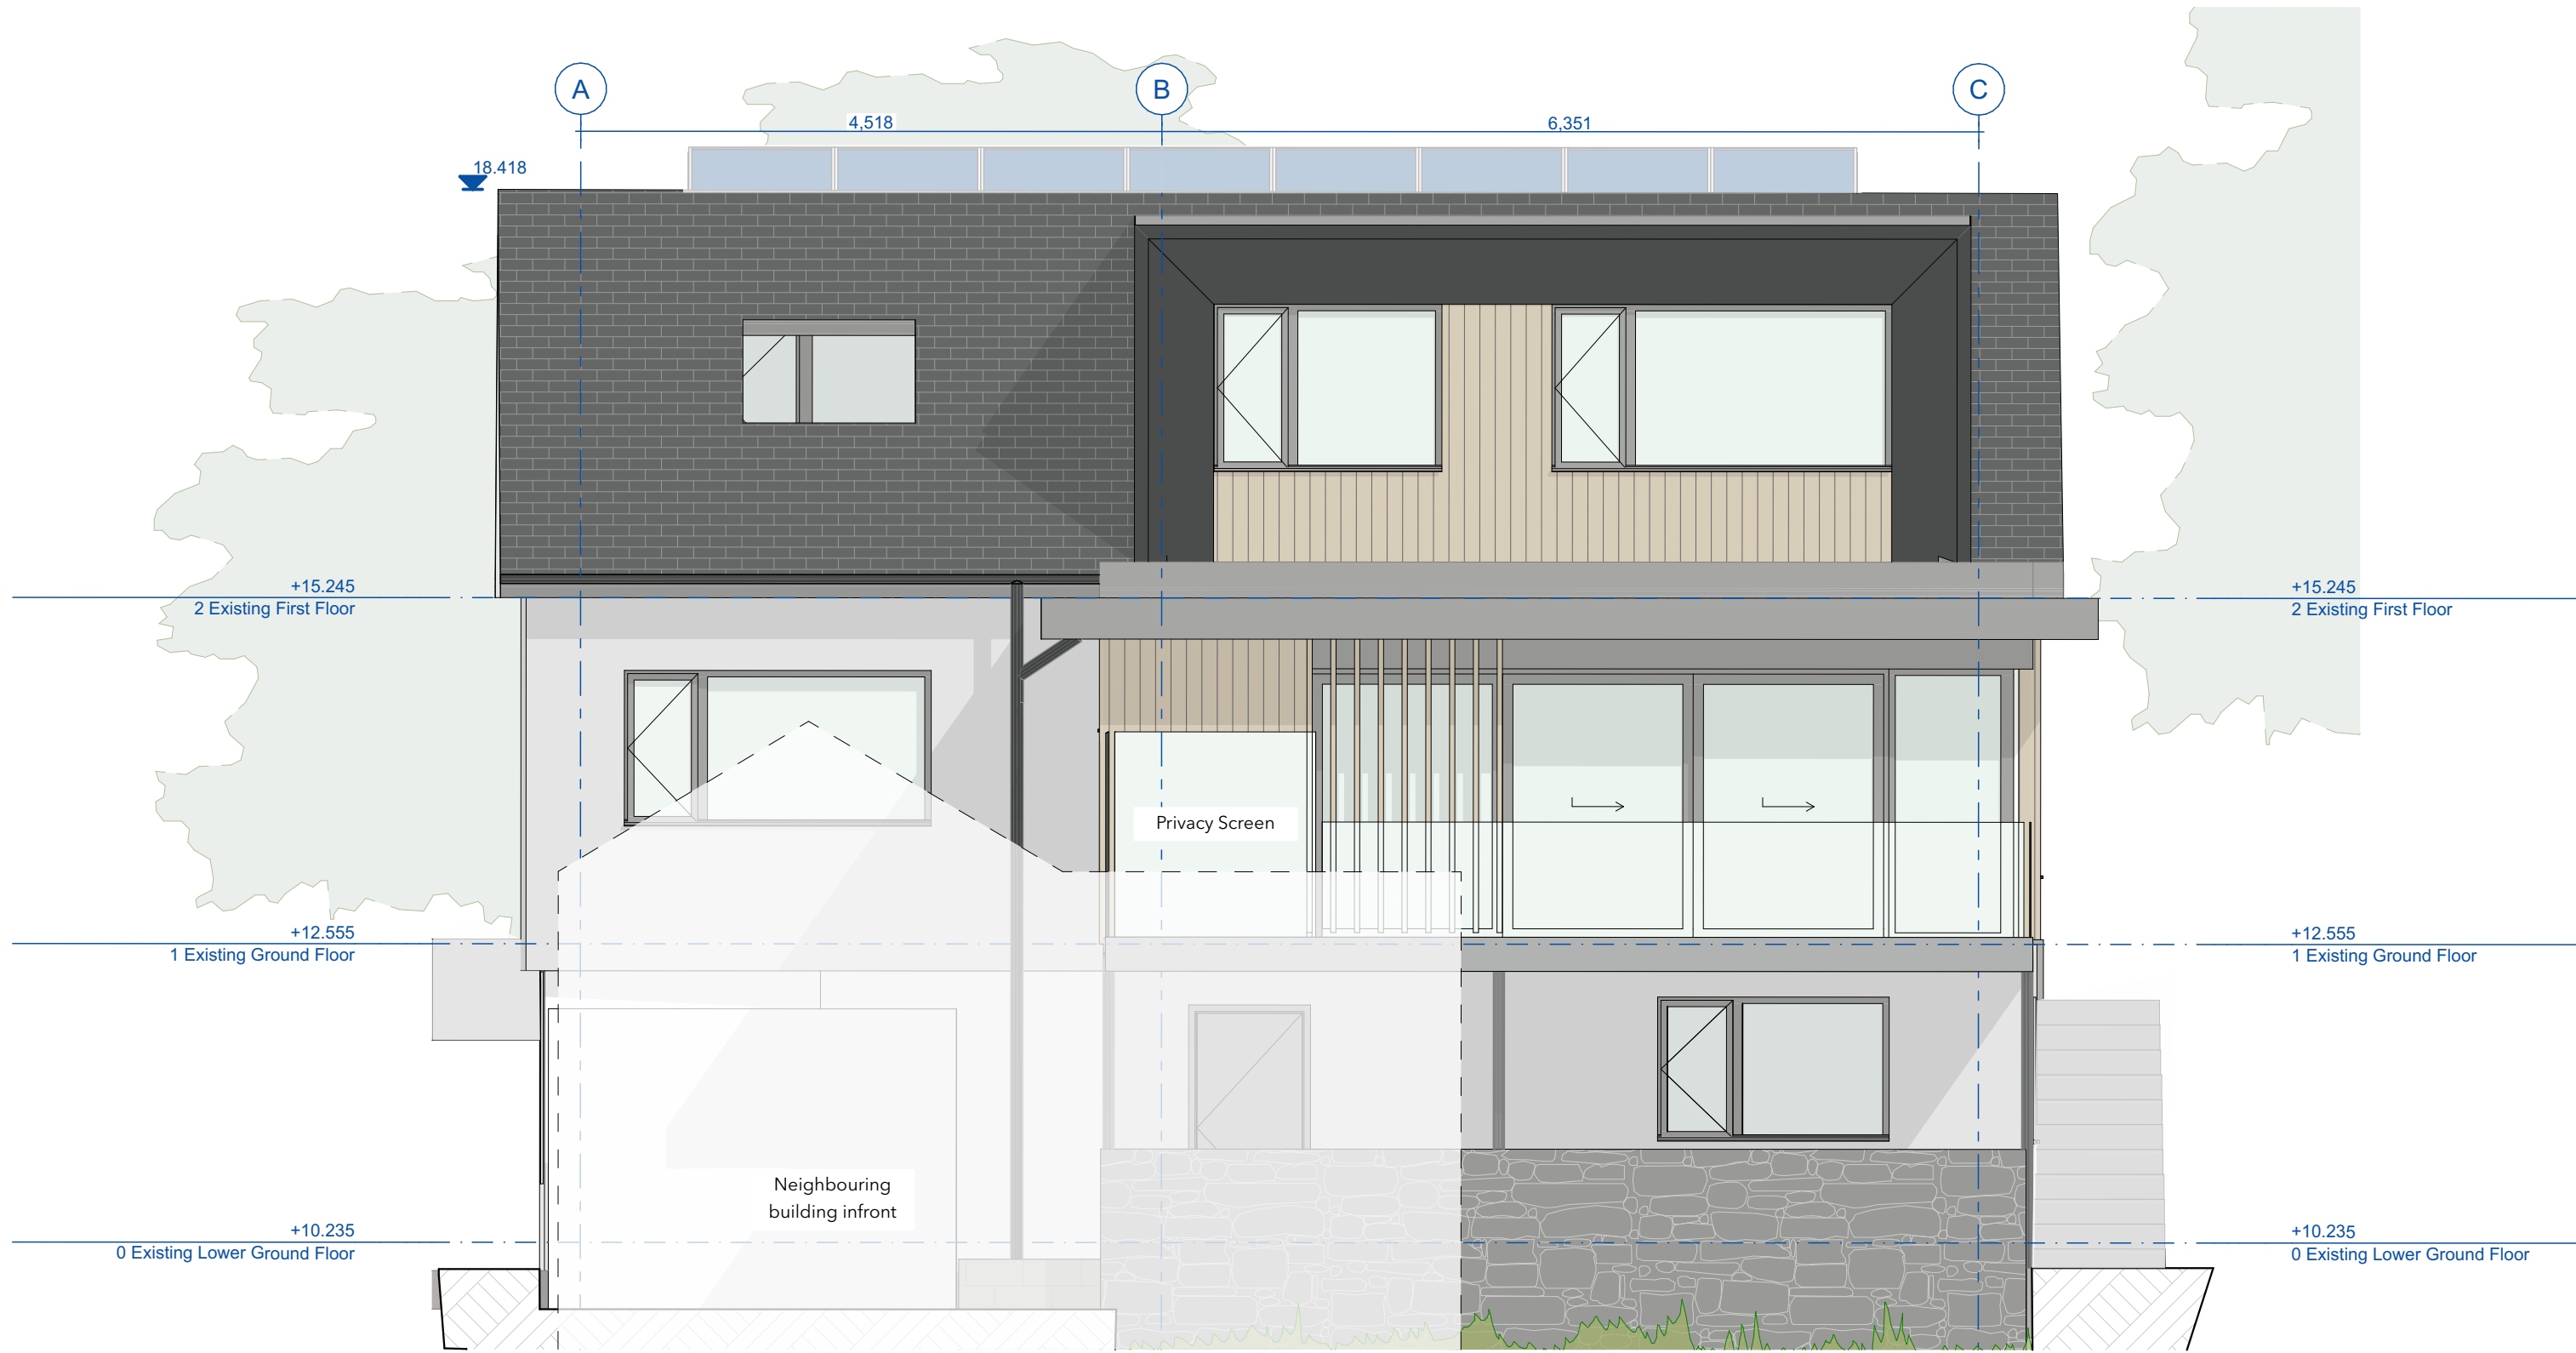 A
B
C
4,518
6,351
18.418
+15.245
2 Existing First Floor
+15.245
2 Existing First Floor
Privacy Screen
+12.555
1 Existing Ground Floor
+12.555
1 Existing Ground Floor
Neighbouring
building infront
+10.235
0 Existing Lower Ground Floor
+10.235
0 Existing Lower Ground Floor